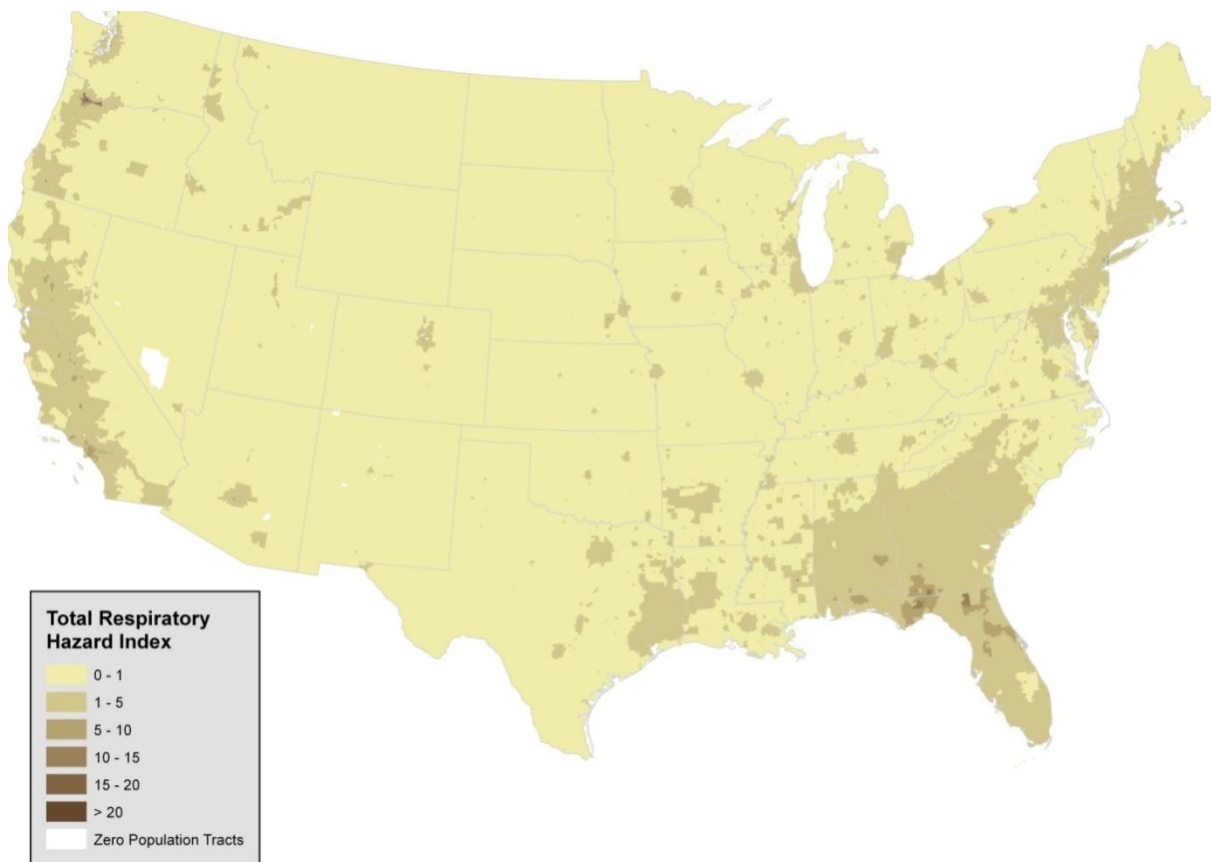 Total Respiratory
Hazard Index
0 - 1
1 - 5
5 - 10
10 - 15
15 - 20
> 20
Zero Population Tracts